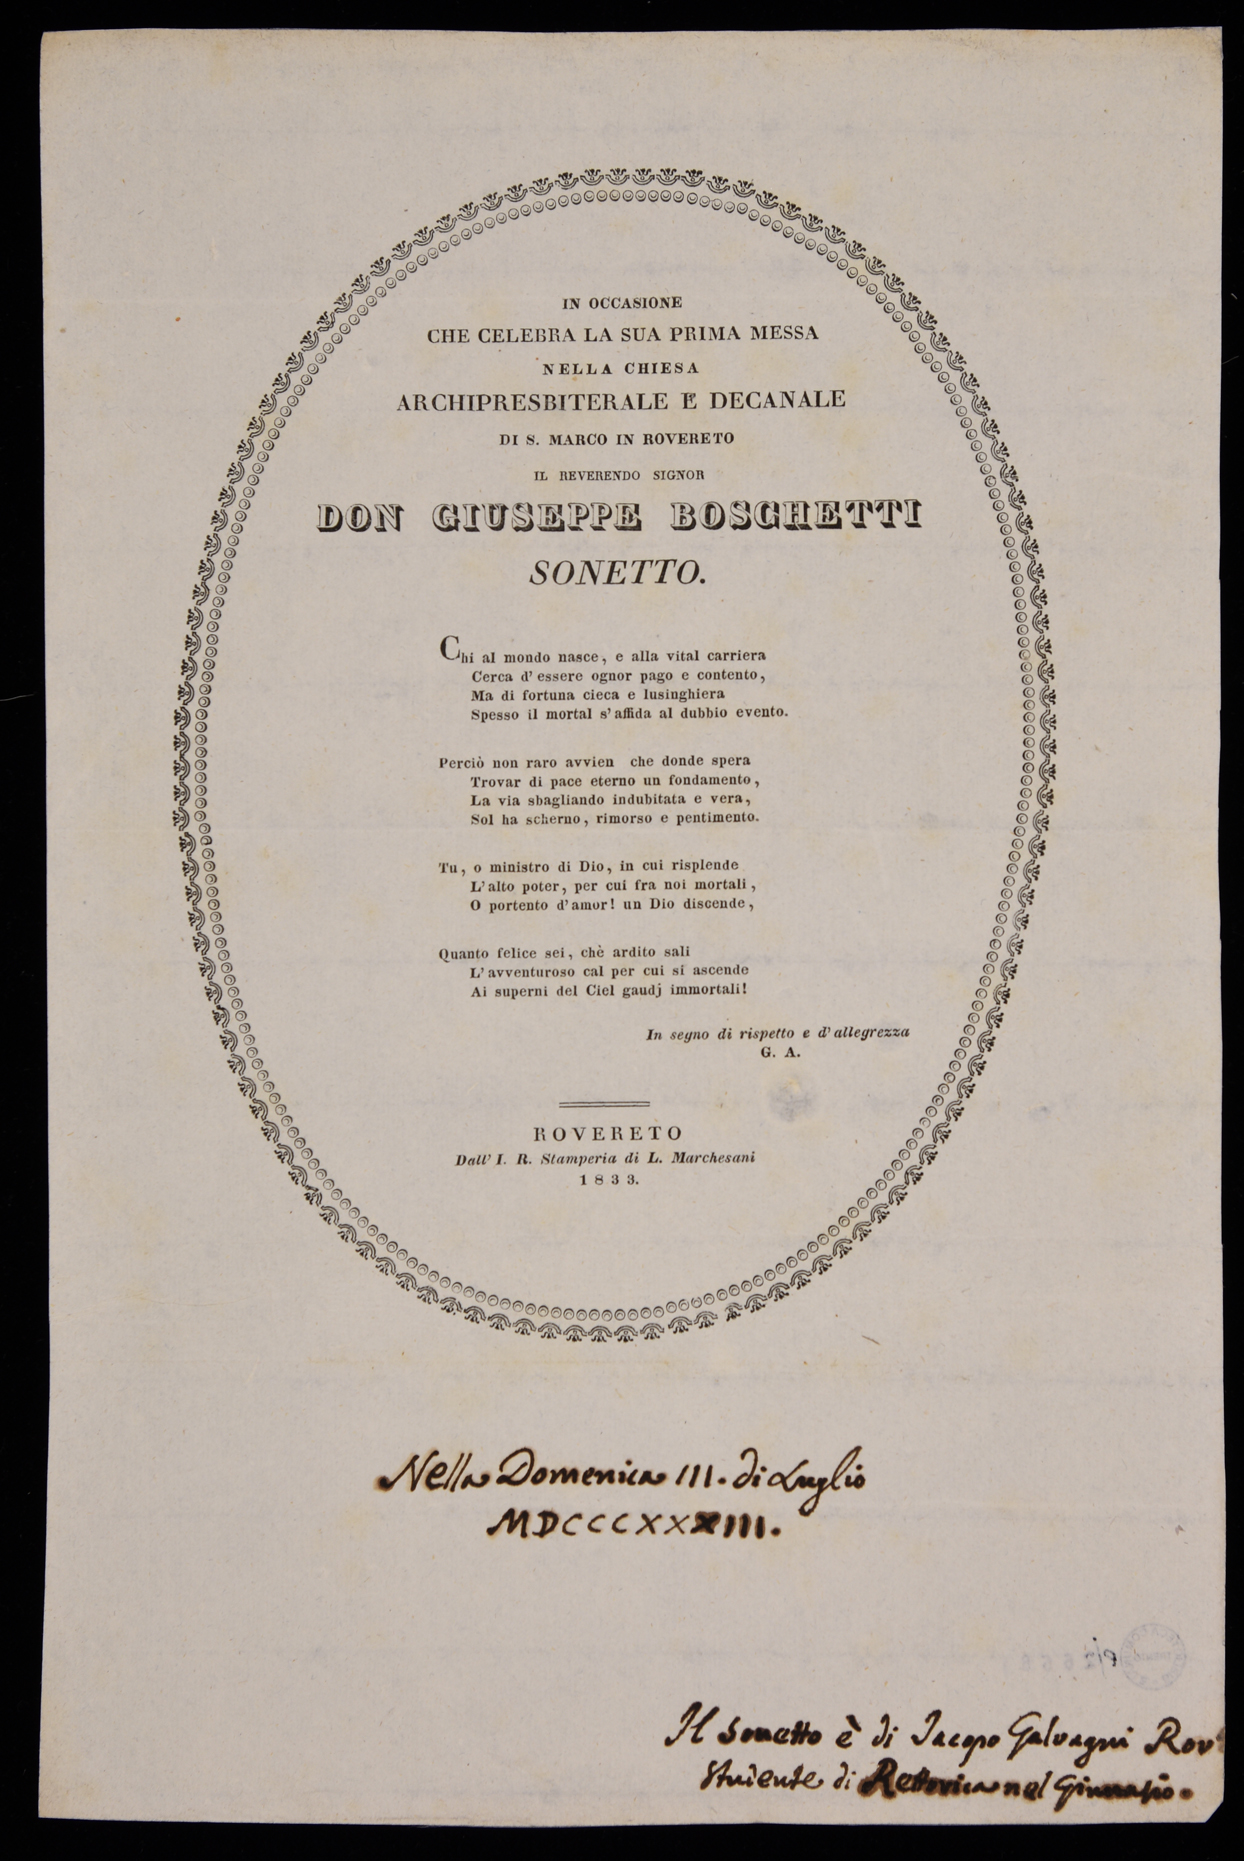 IN OCCASIONE
CHE CELEBRA LA SUA PRIMA MESSA
NELLA CHIESA
ARCHIPRESBITERALE E DECANALE
DI S. MARCO IN ROVERETO
IL REVERENDO SIGNOR
DON GIUSEPPE BOSCHETTI
SONETTO.
Chi al mondo nasce, e alla vital carriera
Cerca d'essere ognor pago e contento,
Ma di fortuna cieca e lusinghiera
Spesso il mortal s'affida al dubbio evento.
Perciò non raro avvien che donde spera
Trovar di pace eterno un fondamento,
La via sbagliando indubitata e vera,
Sol ha scherno, rimorso e pentimento.
Tu, o ministro di Dio, in cui risplende
L'alto poter, per cui fra noi mortali,
O portento d'amor! un Dio discende,
Quanto felice sei, chè ardito sali
L'avventuroso cal per cui si ascende
Ai superni del Ciel gaudj immortali!
In segno di rispetto e d'allegrezza
G. A.
ROVERETO
Dall' I. R. Stamperia di L. Marchesani
1833.
Nella Domenica III. di Luglio
MDCCCXXXIII.
Il Sonetto è di Jacopo Galvagni Rov
Studente di Rettorica nel Ginnasio.